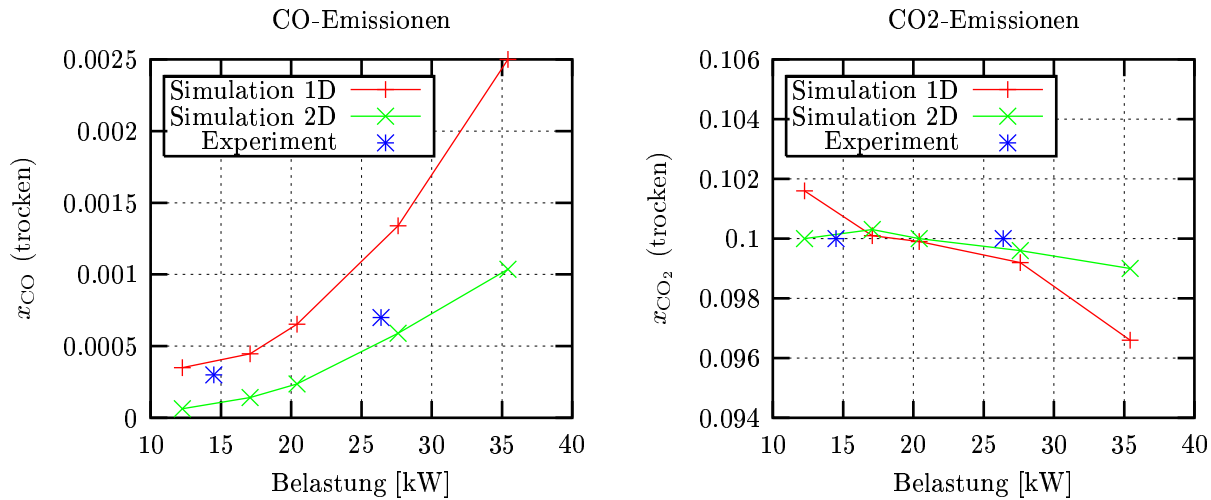 CO-Emissionen
0.0025
0.002
0.0015
0.001
0.0005
0
x_CO (trocken)
Simulation 1D
Simulation 2D
Experiment
10 15 20 25 30 35 40
Belastung [kW]
CO2-Emissionen
0.106
0.104
0.102
0.1
0.098
0.096
0.094
x_CO₂ (trocken)
Simulation 1D
Simulation 2D
Experiment
10 15 20 25 30 35 40
Belastung [kW]